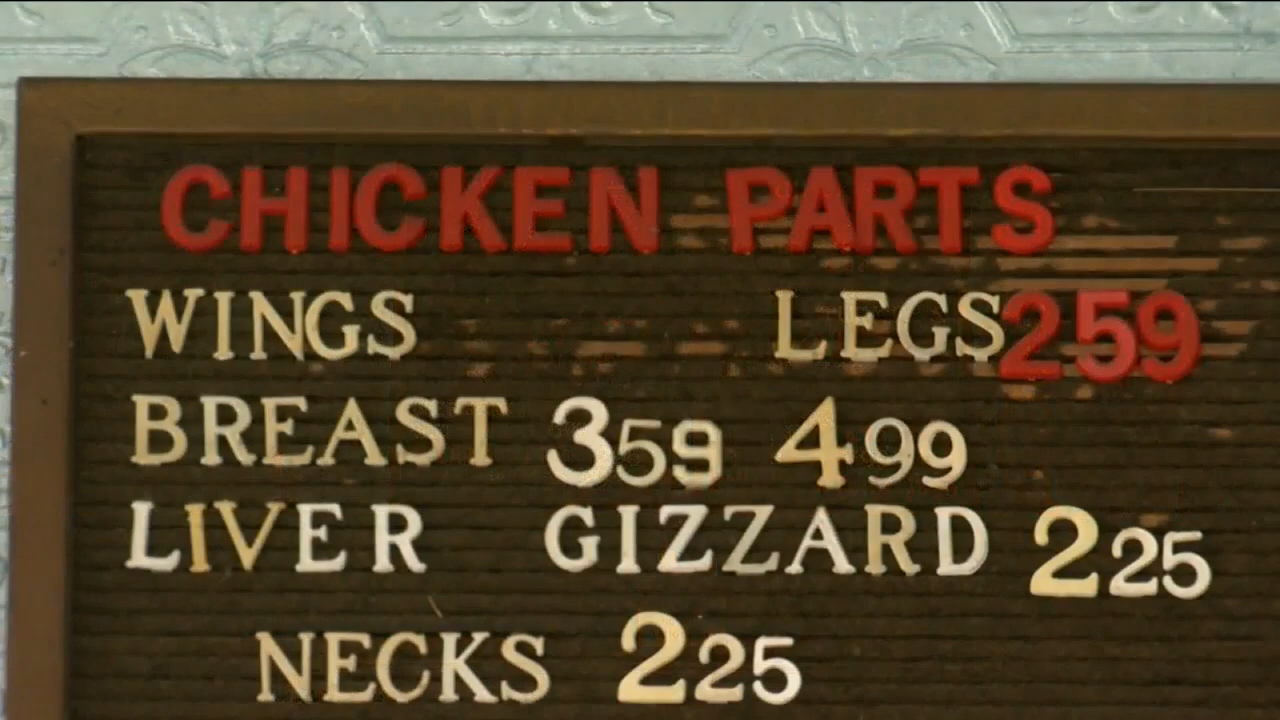 CHICKEN PARTS
WINGS LEGS 259
BREAST 359 499
LIVER GIZZARD 225
NECKS 225